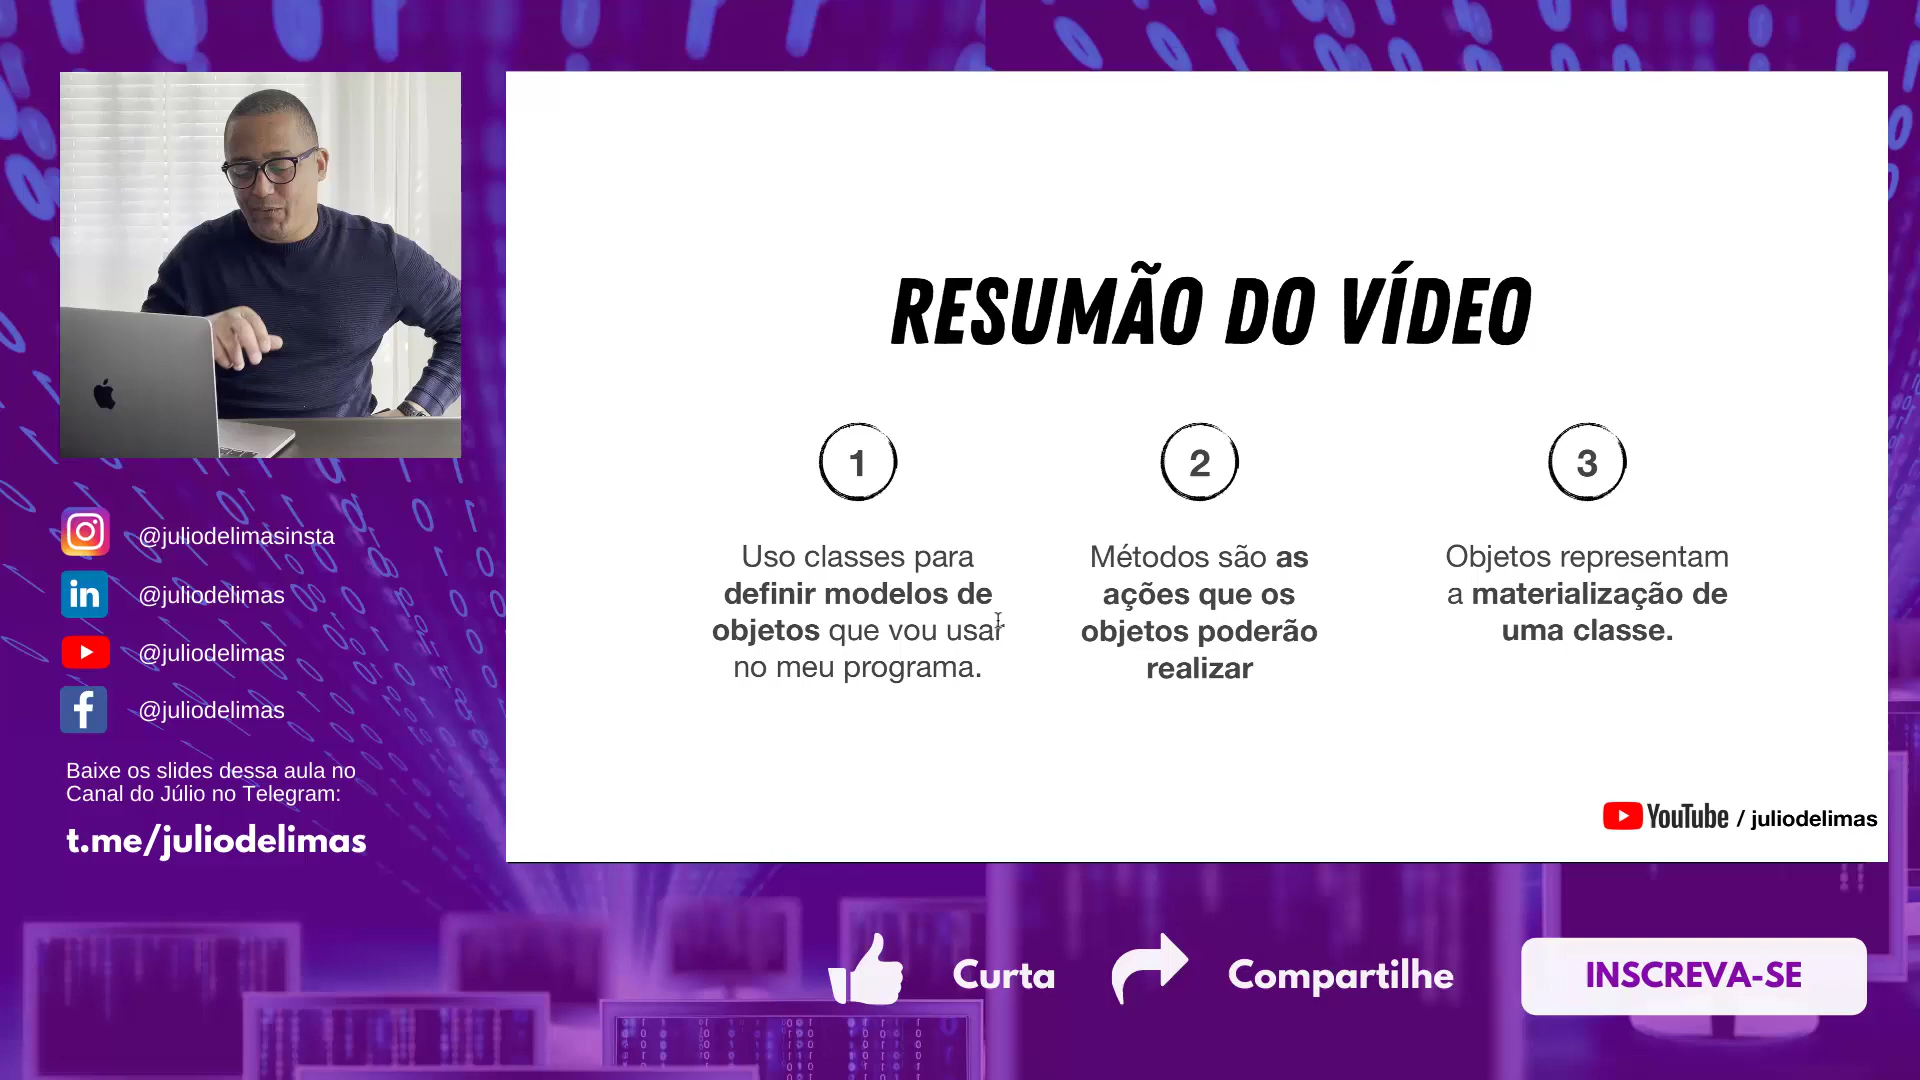 @juliodelimasinsta
@juliodelimas
@juliodelimas
@juliodelimas
Baixe os slides dessa aula no
Canal do Júlio no Telegram:
t.me/juliodelimas
RESUMÃO DO VÍDEO
1
Uso classes para
definir modelos de
objetos que vou usar
no meu programa.
2
Métodos são as
ações que os
objetos poderão
realizar
3
Objetos representam
a materialização de
uma classe.
YouTube / juliodelimas
Curta
Compartilhe
INSCREVA-SE